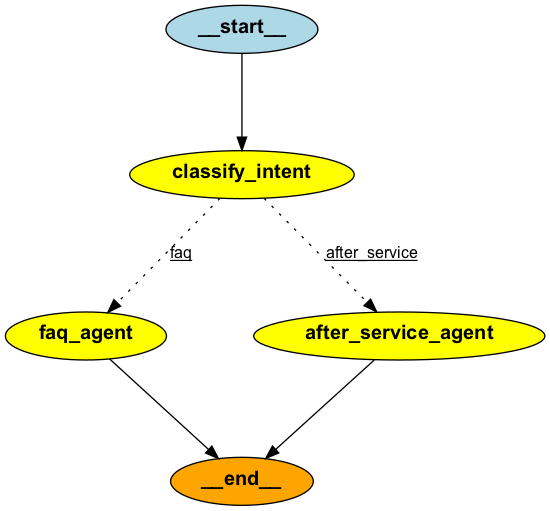 __start__
classify_intent
faq
after_service
faq_agent
after_service_agent
__end__